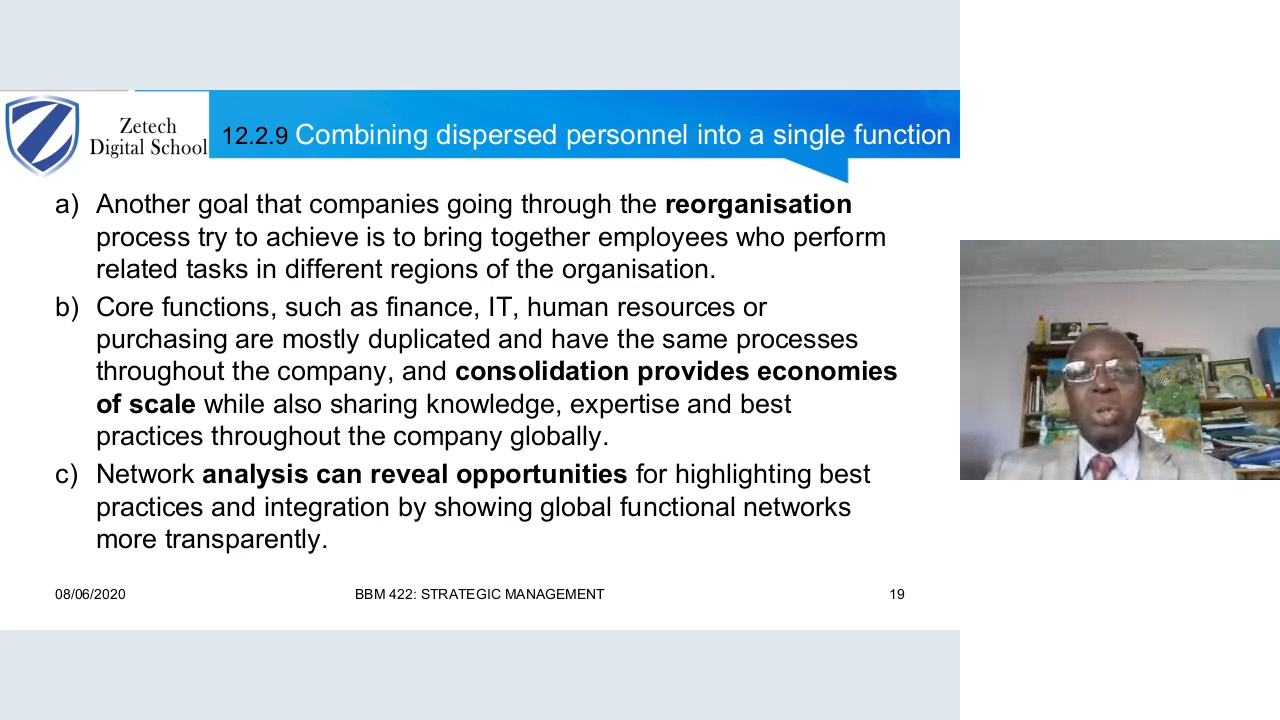 Zetech
Digital School
12.2.9 Combining dispersed personnel into a single function
a) Another goal that companies going through the reorganisation
process try to achieve is to bring together employees who perform
related tasks in different regions of the organisation.
b) Core functions, such as finance, IT, human resources or
purchasing are mostly duplicated and have the same processes
throughout the company, and consolidation provides economies
of scale while also sharing knowledge, expertise and best
practices throughout the company globally.
c) Network analysis can reveal opportunities for highlighting best
practices and integration by showing global functional networks
more transparently.
08/06/2020 BBM 422: STRATEGIC MANAGEMENT 19